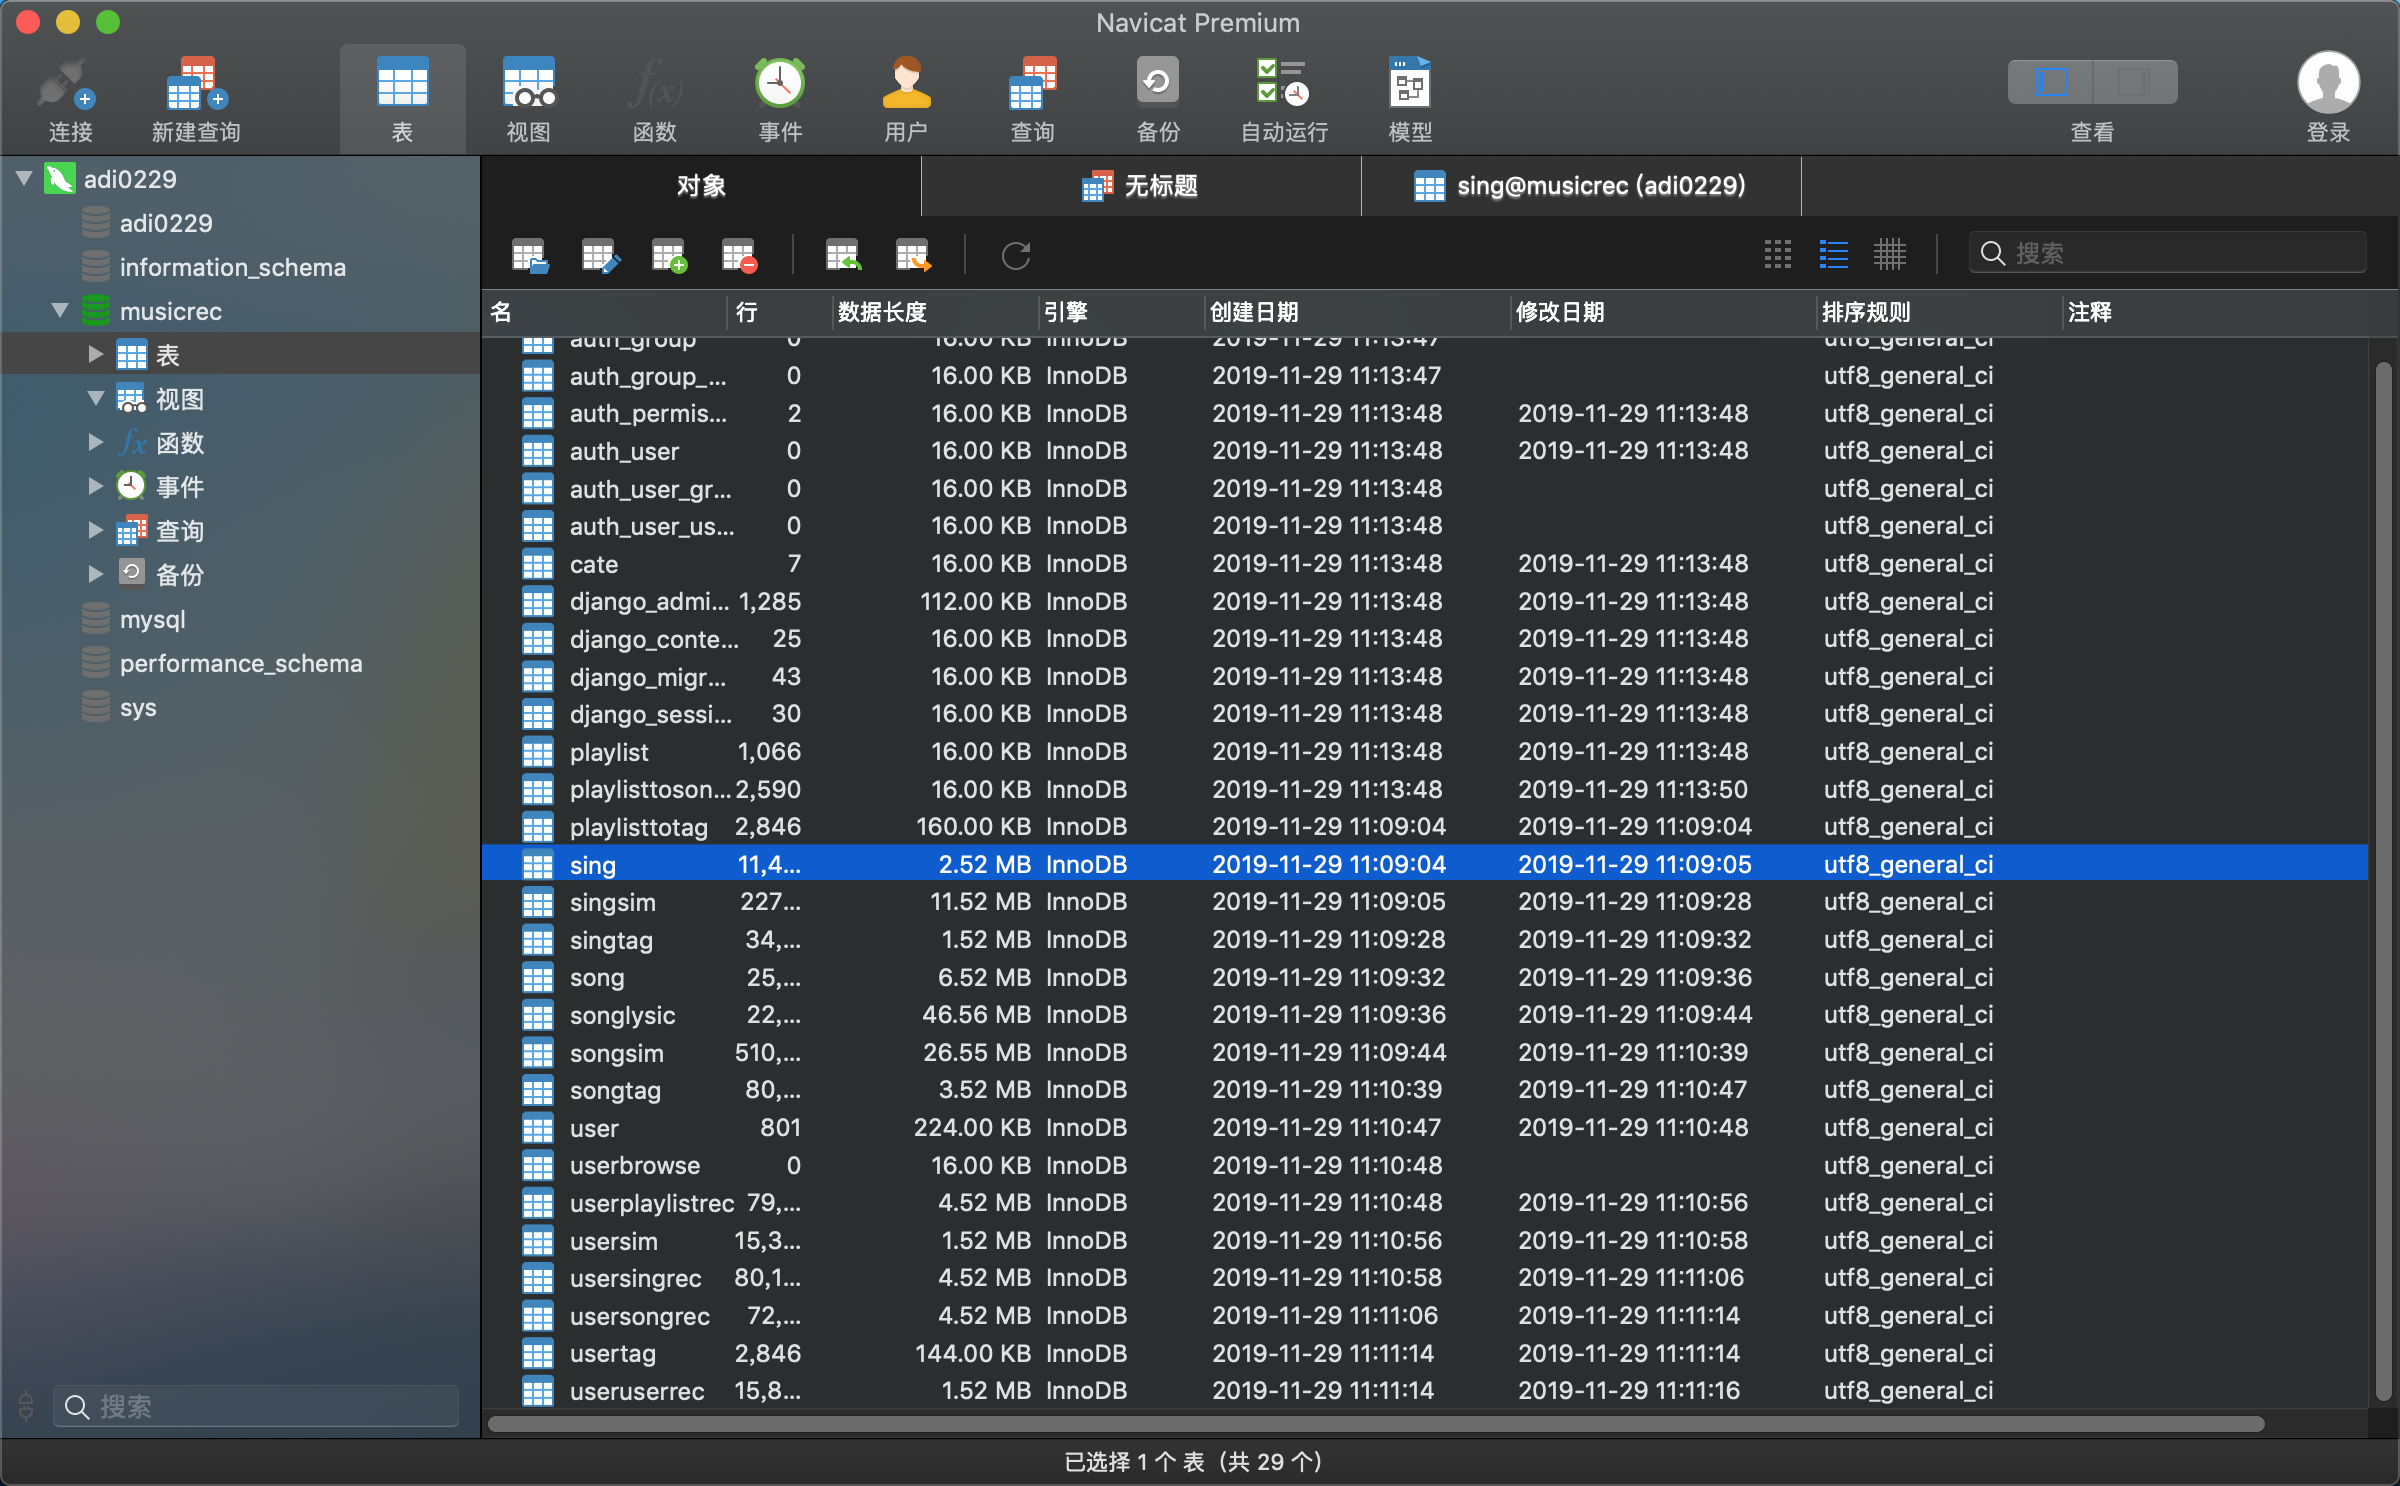 Navicat Premium
连接 新建查询 表 视图 函数 事件 用户 查询 备份 自动运行 模型 查看 登录
adi0229
adi0229
information_schema
musicrec
表
视图
函数
事件
查询
备份
mysql
performance_schema
sys
搜索
对象 无标题 sing@musicrec (adi0229)
搜索
名 行 数据长度 引擎 创建日期 修改日期 排序规则 注释
auth_group 0 16.00 KB InnoDB 2019-11-29 11:13:47 utf8_general_ci
auth_group_... 0 16.00 KB InnoDB 2019-11-29 11:13:47 utf8_general_ci
auth_permis... 2 16.00 KB InnoDB 2019-11-29 11:13:48 2019-11-29 11:13:48 utf8_general_ci
auth_user 0 16.00 KB InnoDB 2019-11-29 11:13:48 2019-11-29 11:13:48 utf8_general_ci
auth_user_gr... 0 16.00 KB InnoDB 2019-11-29 11:13:48 utf8_general_ci
auth_user_us... 0 16.00 KB InnoDB 2019-11-29 11:13:48 utf8_general_ci
cate 7 16.00 KB InnoDB 2019-11-29 11:13:48 2019-11-29 11:13:48 utf8_general_ci
django_admi... 1,285 112.00 KB InnoDB 2019-11-29 11:13:48 2019-11-29 11:13:48 utf8_general_ci
django_conte... 25 16.00 KB InnoDB 2019-11-29 11:13:48 2019-11-29 11:13:48 utf8_general_ci
django_migr... 43 16.00 KB InnoDB 2019-11-29 11:13:48 2019-11-29 11:13:48 utf8_general_ci
django_sessi... 30 16.00 KB InnoDB 2019-11-29 11:13:48 2019-11-29 11:13:48 utf8_general_ci
playlist 1,066 16.00 KB InnoDB 2019-11-29 11:13:48 2019-11-29 11:13:48 utf8_general_ci
playlisttoson... 2,590 16.00 KB InnoDB 2019-11-29 11:13:48 2019-11-29 11:13:50 utf8_general_ci
playlisttotag 2,846 160.00 KB InnoDB 2019-11-29 11:09:04 2019-11-29 11:09:04 utf8_general_ci
sing 11,4... 2.52 MB InnoDB 2019-11-29 11:09:04 2019-11-29 11:09:05 utf8_general_ci
singsim 227... 11.52 MB InnoDB 2019-11-29 11:09:05 2019-11-29 11:09:28 utf8_general_ci
singtag 34,... 1.52 MB InnoDB 2019-11-29 11:09:28 2019-11-29 11:09:32 utf8_general_ci
song 25,... 6.52 MB InnoDB 2019-11-29 11:09:32 2019-11-29 11:09:36 utf8_general_ci
songlysic 22,... 46.56 MB InnoDB 2019-11-29 11:09:36 2019-11-29 11:09:44 utf8_general_ci
songsim 510,... 26.55 MB InnoDB 2019-11-29 11:09:44 2019-11-29 11:10:39 utf8_general_ci
songtag 80,... 3.52 MB InnoDB 2019-11-29 11:10:39 2019-11-29 11:10:47 utf8_general_ci
user 801 224.00 KB InnoDB 2019-11-29 11:10:47 2019-11-29 11:10:48 utf8_general_ci
userbrowse 0 16.00 KB InnoDB 2019-11-29 11:10:48 utf8_general_ci
userplaylistrec 79,... 4.52 MB InnoDB 2019-11-29 11:10:48 2019-11-29 11:10:56 utf8_general_ci
usersim 15,3... 1.52 MB InnoDB 2019-11-29 11:10:56 2019-11-29 11:10:58 utf8_general_ci
usersingrec 80,1... 4.52 MB InnoDB 2019-11-29 11:10:58 2019-11-29 11:11:06 utf8_general_ci
usersongrec 72,... 4.52 MB InnoDB 2019-11-29 11:11:06 2019-11-29 11:11:14 utf8_general_ci
usertag 2,846 144.00 KB InnoDB 2019-11-29 11:11:14 2019-11-29 11:11:14 utf8_general_ci
useruserrec 15,8... 1.52 MB InnoDB 2019-11-29 11:11:14 2019-11-29 11:11:16 utf8_general_ci
已选择 1 个 表（共 29 个）